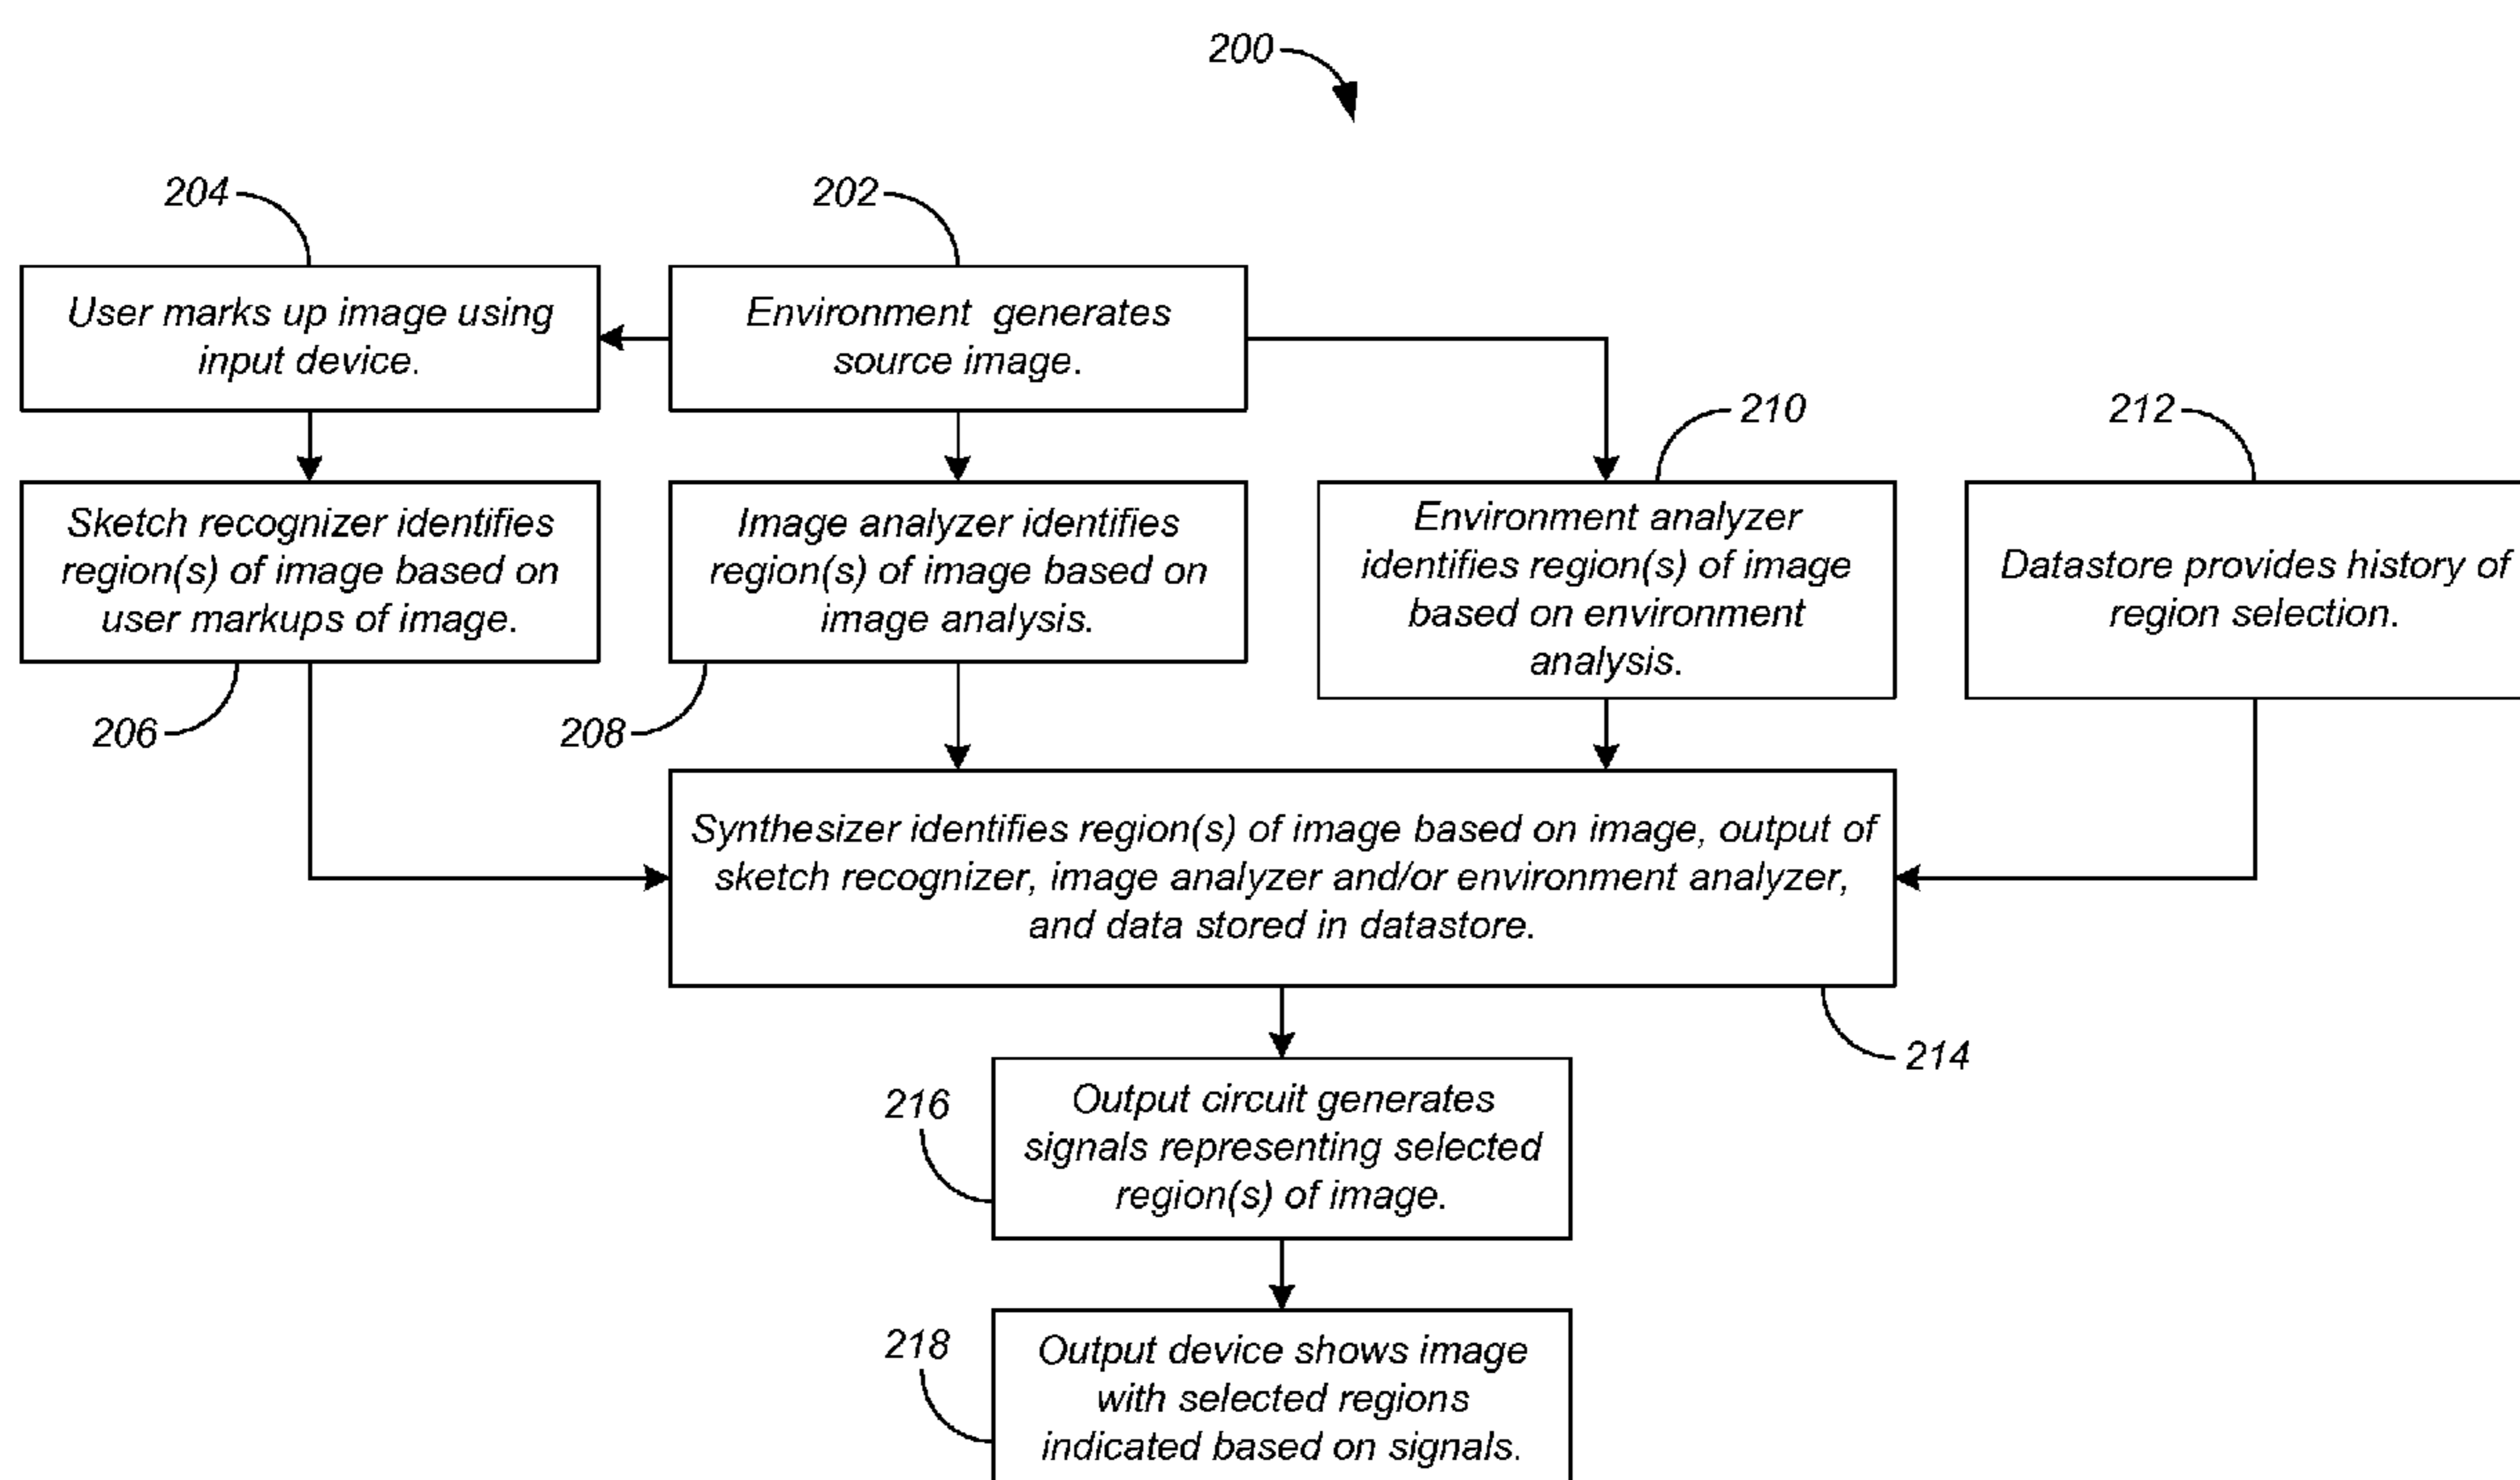 200
204
202
User marks up image using
input device.
Environment generates
source image.
210
212
Sketch recognizer identifies
region(s) of image based on
user markups of image.
Image analyzer identifies
region(s) of image based on
image analysis.
Environment analyzer
identifies region(s) of image
based on environment
analysis.
Datastore provides history of
region selection.
206
208
Synthesizer identifies region(s) of image based on image, output of
sketch recognizer, image analyzer and/or environment analyzer,
and data stored in datastore.
214
216
Output circuit generates
signals representing selected
region(s) of image.
218
Output device shows image
with selected regions
indicated based on signals.